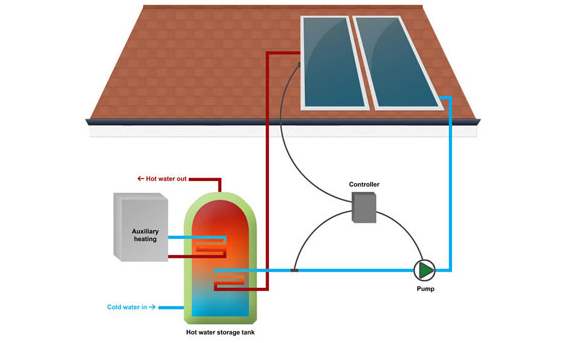 ← Hot water out
Controller
Auxiliary
heating
Pump
Cold water in →
Hot water storage tank